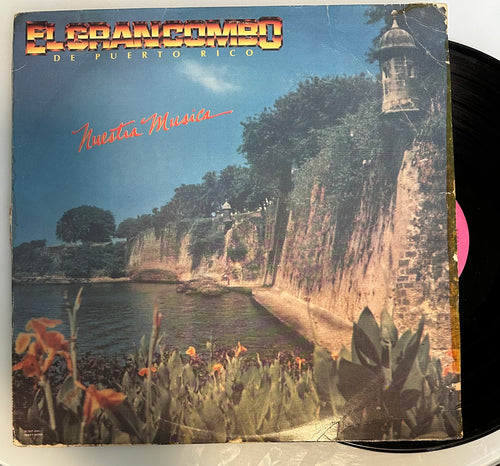 EL GRAN COMBO
DE PUERTO RICO
Nuestra Musica